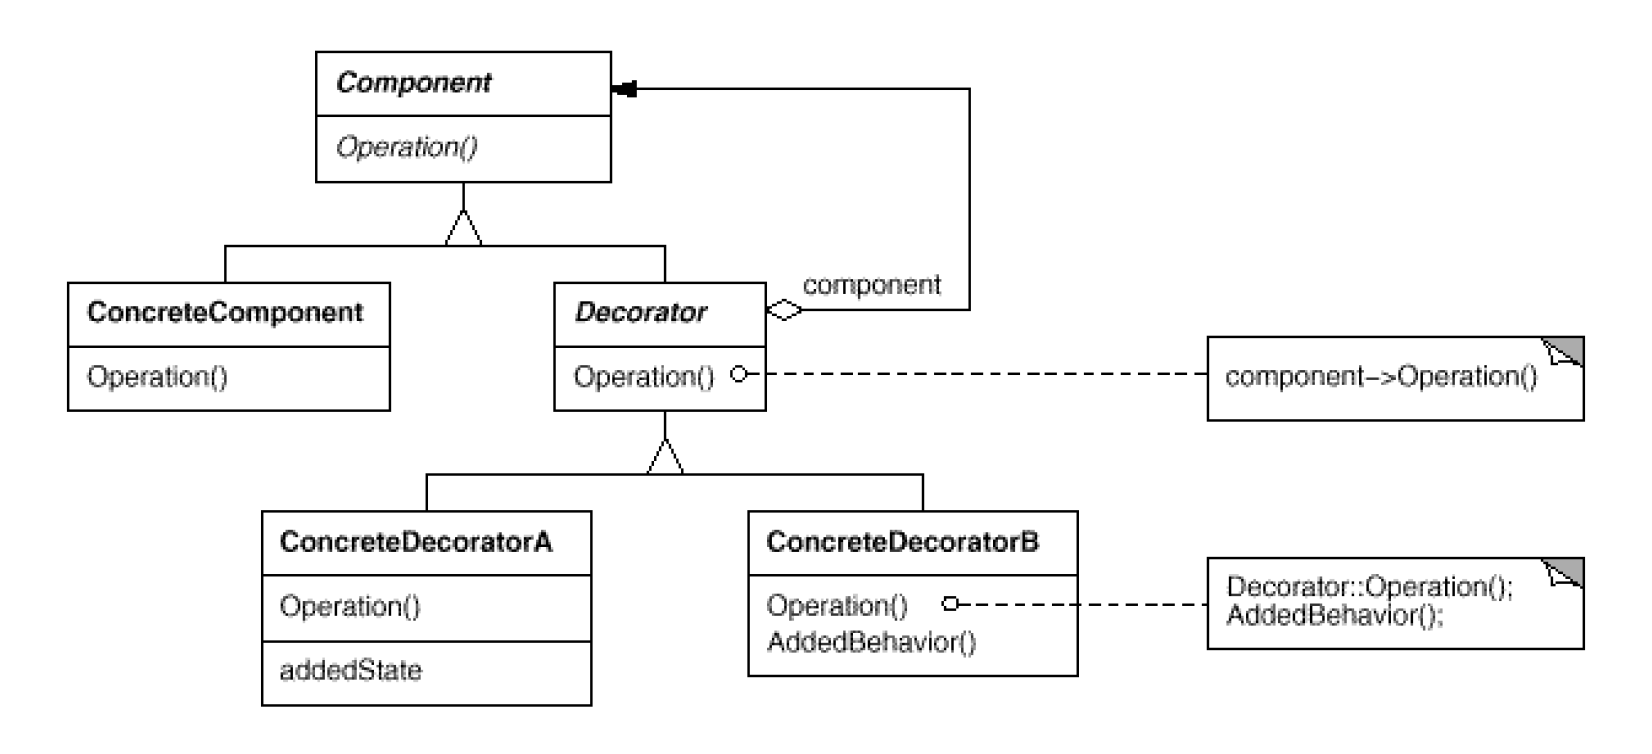 Component
Operation()
component
ConcreteComponent
Operation()
Decorator
Operation()
component–>Operation()
ConcreteDecoratorA
Operation()
addedState
ConcreteDecoratorB
Operation()
AddedBehavior()
Decorator::Operation();
AddedBehavior();